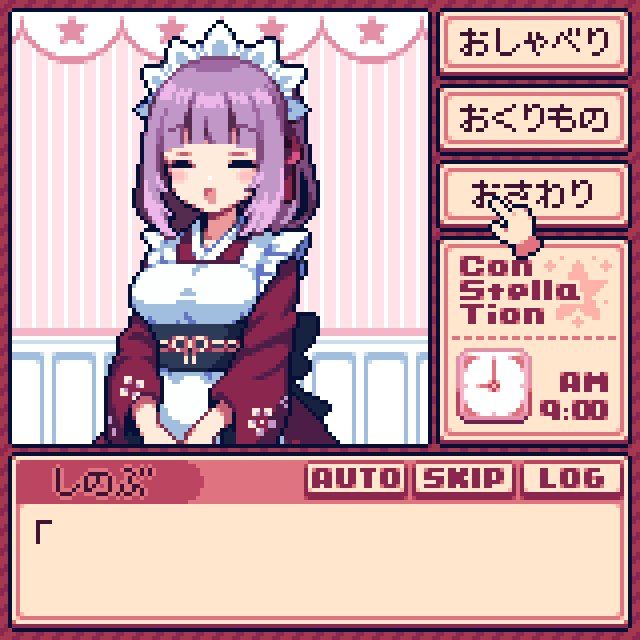 おしゃべり
おくりもの
おさわり
Con
Stella
Tion
AM
9:00
しのぶ
AUTO SKIP LOG
「